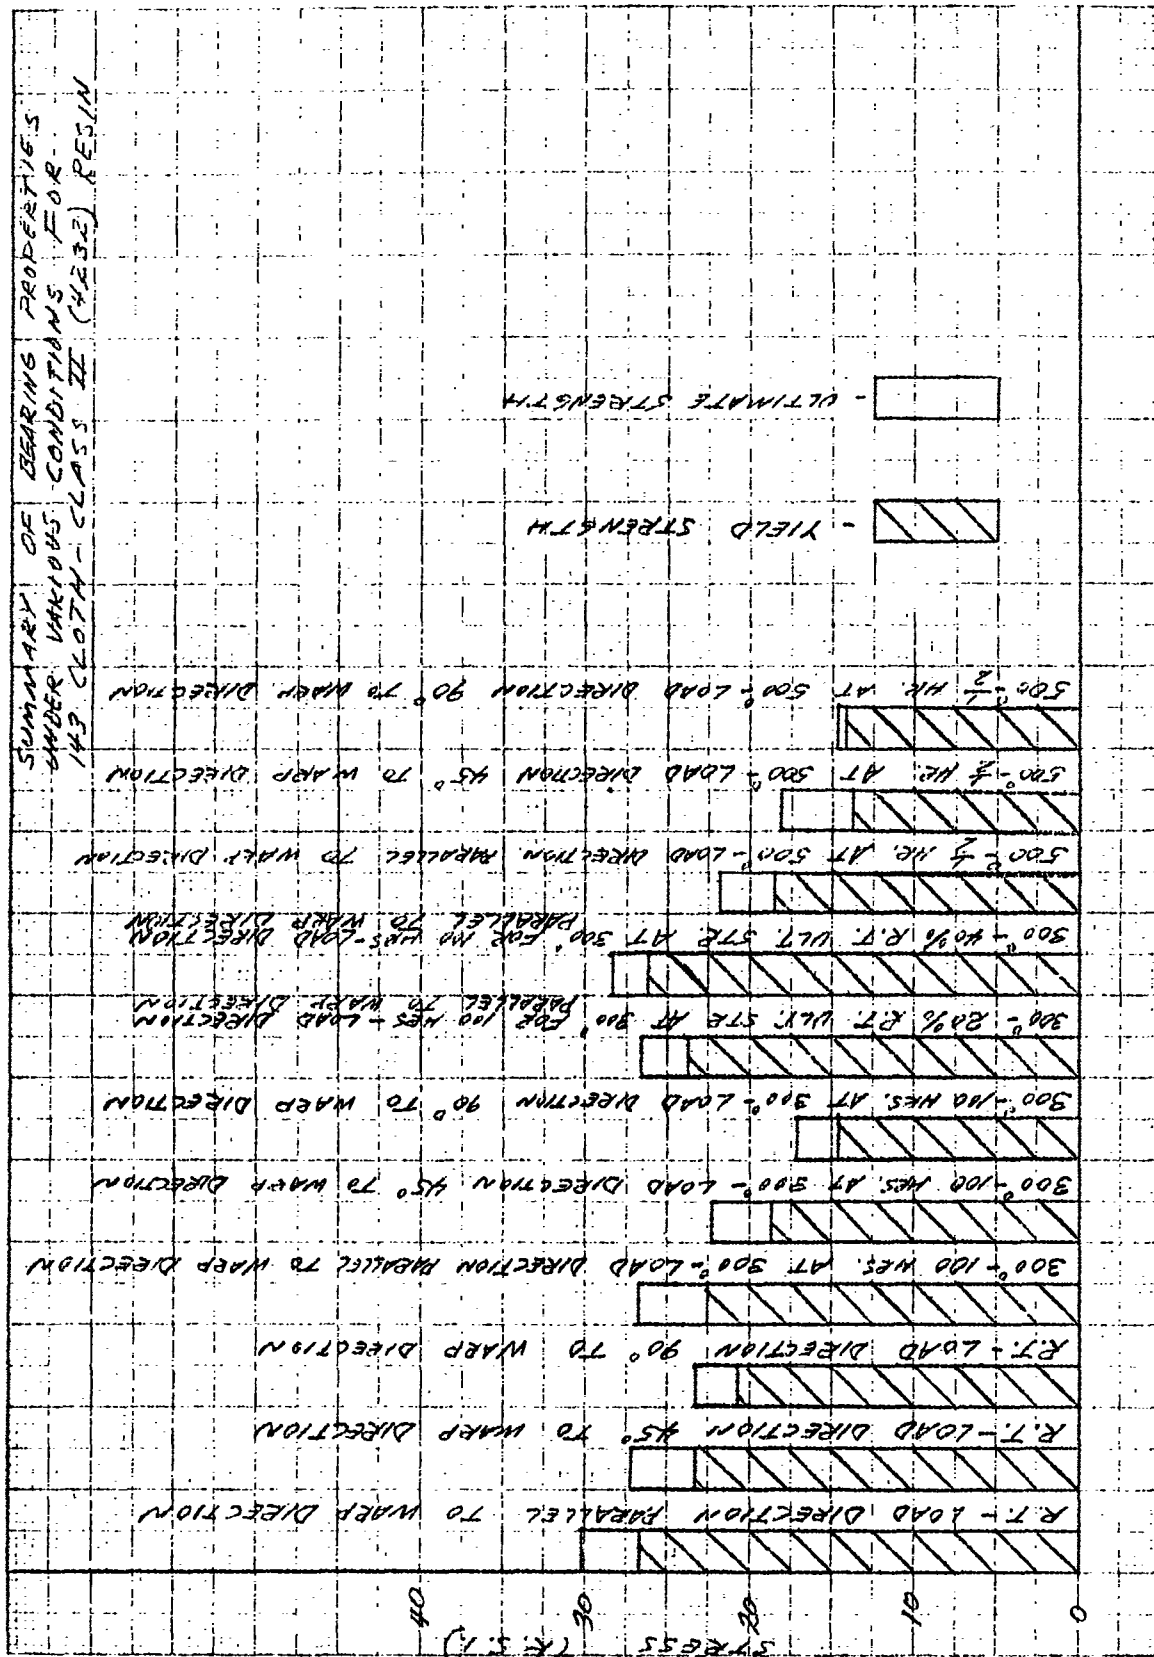 SUMMARY OF BEARING PROPERTIES
UNDER VARIOUS CONDITIONS FOR
143 CLOTH - CLASS II (4232) RESIN
STRESS (K.S.I.)
0
10
20
30
40
R.T. - LOAD DIRECTION PARALLEL TO WARP DIRECTION
R.T. - LOAD DIRECTION 45° TO WARP DIRECTION
R.T. - LOAD DIRECTION 90° TO WARP DIRECTION
300° - 100 HRS. AT 300° - LOAD DIRECTION PARALLEL TO WARP DIRECTION
300° - 100 HRS. AT 300° - LOAD DIRECTION 45° TO WARP DIRECTION
300° - 100 HRS. AT 300° - LOAD DIRECTION 90° TO WARP DIRECTION
300° - 20% R.T. ULT. STR AT 300° FOR 100 HRS - LOAD DIRECTION
PARALLEL TO WARP DIRECTION
300° - 40% R.T. ULT. STR AT 300° FOR HRS - LOAD DIRECTION
PARALLEL TO WARP DIRECTION
500° - 1/2 HR. AT 500° - LOAD DIRECTION PARALLEL TO WARP DIRECTION
500° - 1/2 HR. AT 500° - LOAD DIRECTION 45° TO WARP DIRECTION
500° - 1/2 HR. AT 500° - LOAD DIRECTION 90° TO WARP DIRECTION
- YIELD STRENGTH
- ULTIMATE STRENGTH